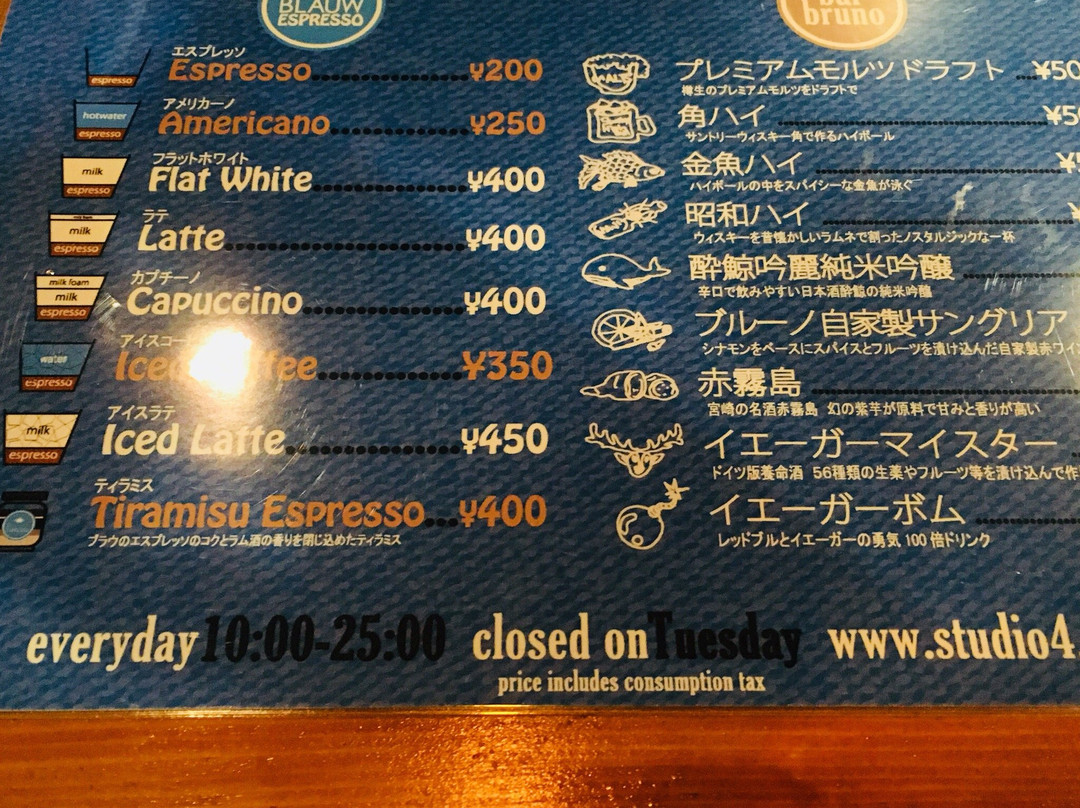 BLAUW
ESPRESSO
エスプレッソ
espresso
Espresso ¥200
アメリカーノ
hotwater
espresso
Americano ¥250
フラットホワイト
milk
espresso
Flat White ¥400
ラテ
milk foam
milk
espresso
Latte ¥400
カプチーノ
milk foam
milk
espresso
Capuccino ¥400
アイスコー
water
espresso
Iced ffee ¥350
アイスラテ
milk
espresso
Iced Latte ¥450
ティラミス
Tiramisu Espresso ¥400
ブラウのエスプレッソのコクとラム酒の香りを閉じ込めたティラミス
bar
bruno
プレミアムモルツドラフト ¥50
樽生のプレミアムモルツをドラフトで
角ハイ
サントリーウィスキー角で作るハイボール
金魚ハイ
ハイボールの中をスパイシーな金魚が泳ぐ
昭和ハイ
ウィスキーを昔懐かしいラムネで割ったノスタルジックな一杯
酔鯨吟麗純米吟醸
辛口で飲みやすい日本酒酔鯨の純米吟醸
ブルーノ自家製サングリア
シナモンをベースにスパイスとフルーツを漬け込んだ自家製赤ワイ
赤霧島
宮崎の名酒赤霧島 幻の紫芋が原料で甘みと香りが高い
イエーガーマイスター
ドイツ版養命酒 56種類の生薬やフルーツ等を漬け込んで作
イエーガーボム
レッドブルとイエーガーの勇気100倍ドリンク
everyday 10:00-25:00 closed on Tuesday www.studio4
price includes consumption tax